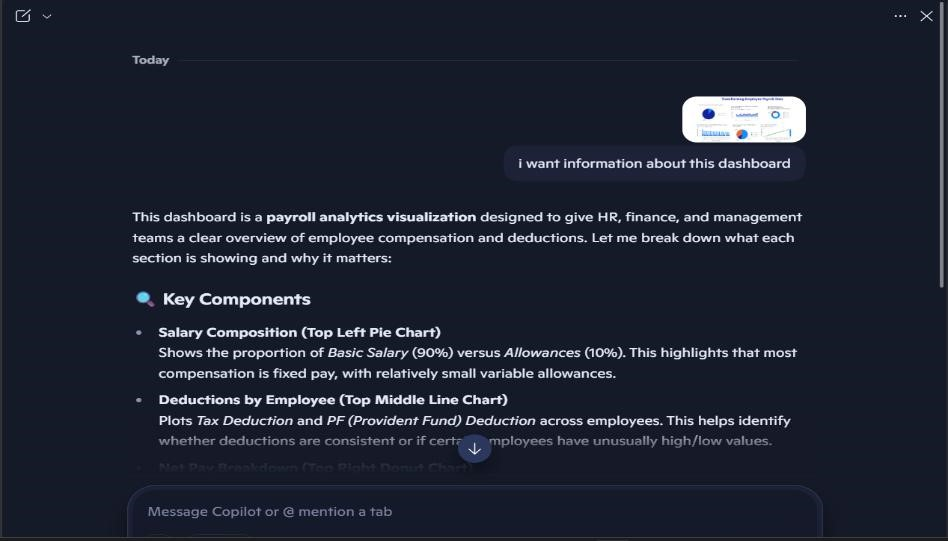 Today
Transforming Employee Payroll Data
i want information about this dashboard
This dashboard is a payroll analytics visualization designed to give HR, finance, and management
teams a clear overview of employee compensation and deductions. Let me break down what each
section is showing and why it matters:
Key Components
Salary Composition (Top Left Pie Chart)
Shows the proportion of Basic Salary (90%) versus Allowances (10%). This highlights that most
compensation is fixed pay, with relatively small variable allowances.
Deductions by Employee (Top Middle Line Chart)
Plots Tax Deduction and PF (Provident Fund) Deduction across employees. This helps identify
whether deductions are consistent or if employees have unusually high/low values.
Net Pay Breakdown (Top Right Donut Chart)
Message Copilot or @ mention a tab